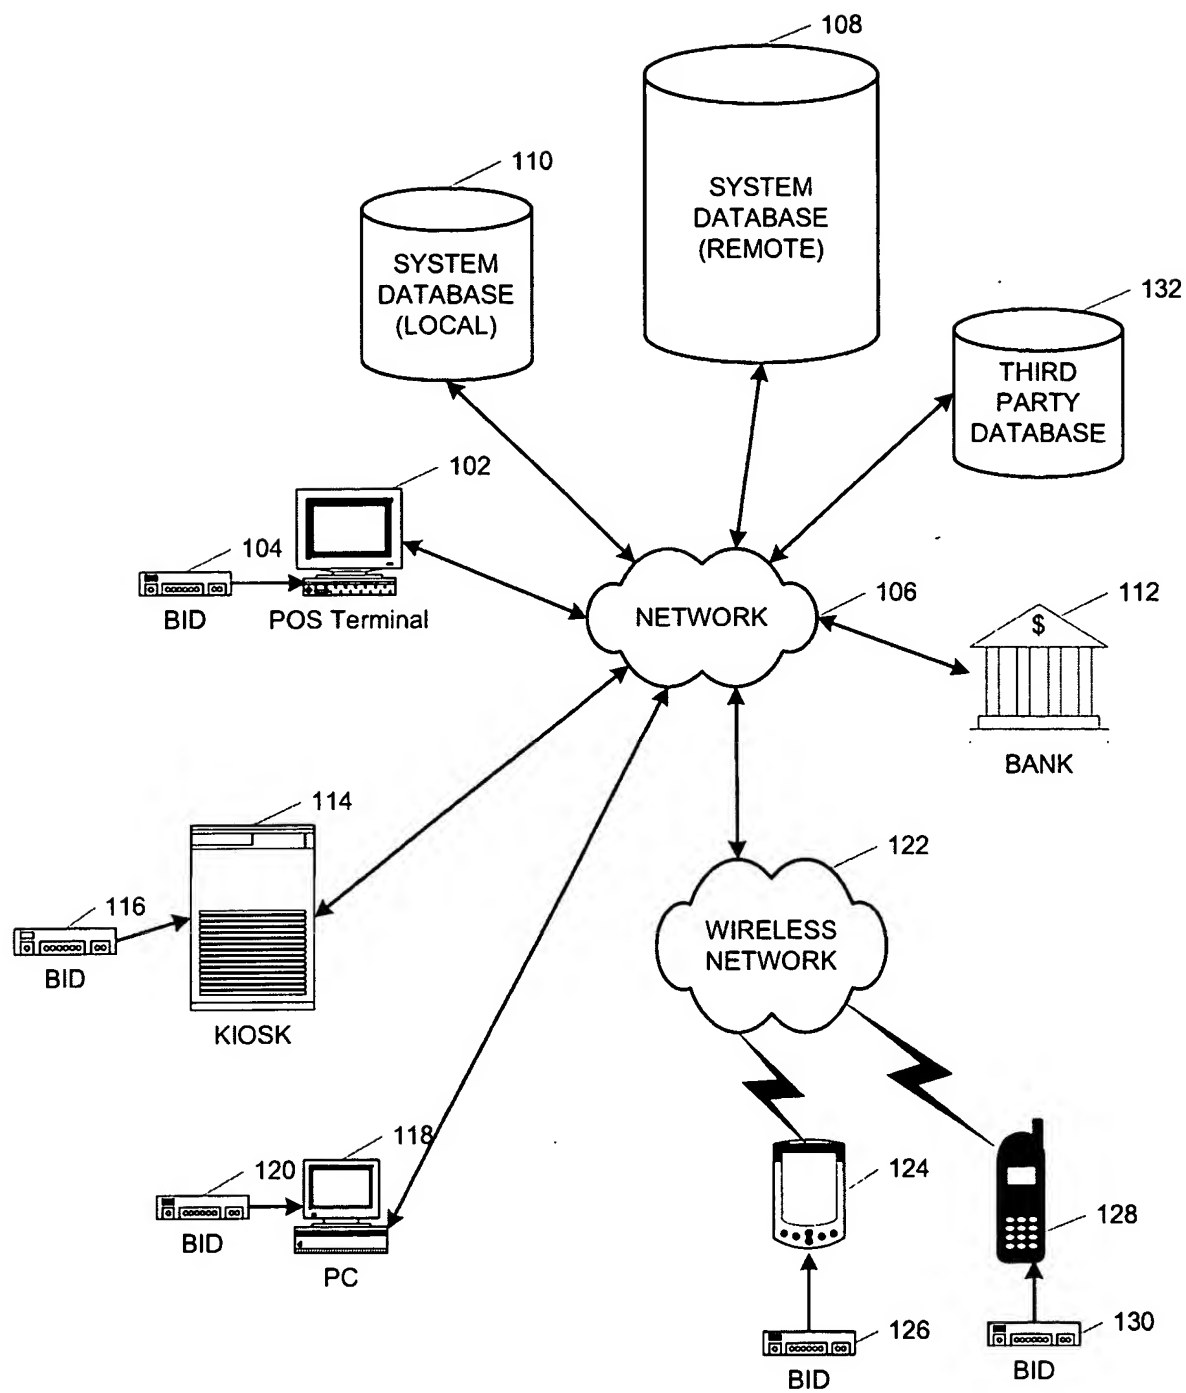 108
110
SYSTEM
DATABASE
(REMOTE)
SYSTEM
DATABASE
(LOCAL)
132
THIRD
PARTY
DATABASE
102
104
BID
POS Terminal
NETWORK
106
112
$
BANK
114
116
BID
KIOSK
122
WIRELESS
NETWORK
118
120
BID
PC
124
128
126
BID
130
BID